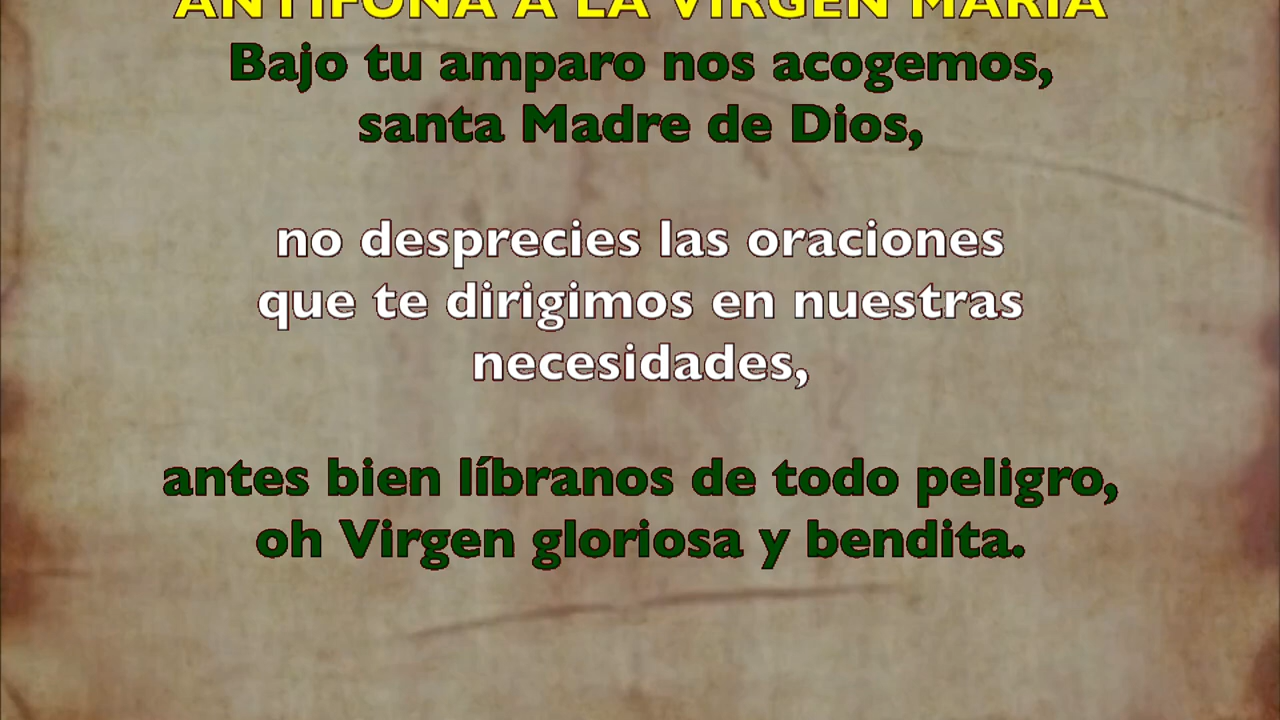 ANTÍFONA A LA VIRGEN MARÍA
Bajo tu amparo nos acogemos,
santa Madre de Dios,
no desprecies las oraciones
que te dirigimos en nuestras
necesidades,
antes bien líbranos de todo peligro,
oh Virgen gloriosa y bendita.